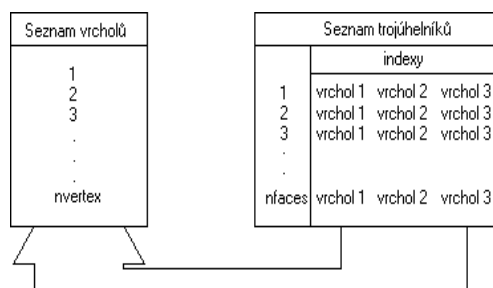 Seznam vrcholů
1
2
3
.
.
.
nvertex
Seznam trojúhelníků
indexy
1 vrchol 1 vrchol 2 vrchol 3
2 vrchol 1 vrchol 2 vrchol 3
3 vrchol 1 vrchol 2 vrchol 3
.
.
nfaces vrchol 1 vrchol 2 vrchol 3